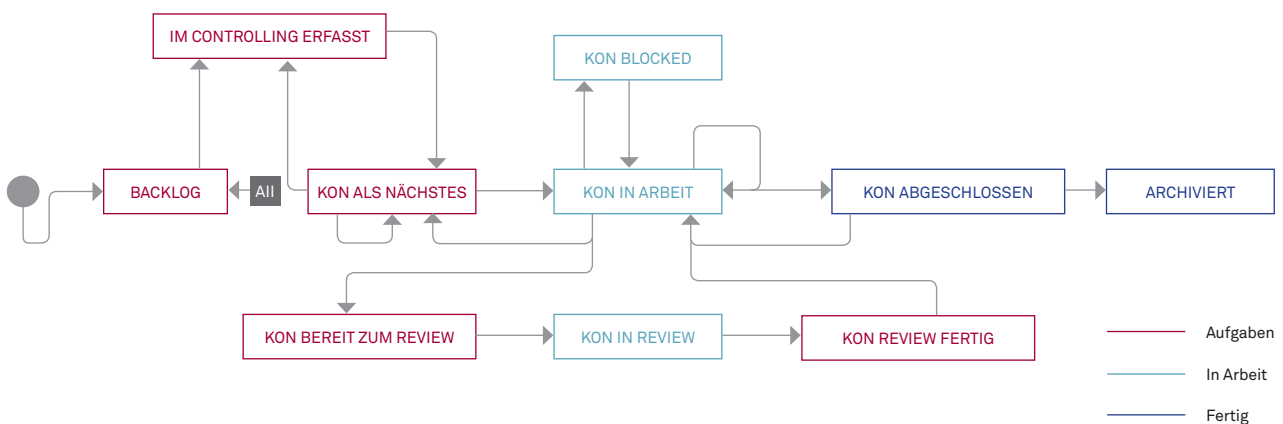 IM CONTROLLING ERFASST
KON BLOCKED
BACKLOG
All
KON ALS NÄCHSTES
KON IN ARBEIT
KON ABGESCHLOSSEN
ARCHIVIERT
KON BEREIT ZUM REVIEW
KON IN REVIEW
KON REVIEW FERTIG
Aufgaben
In Arbeit
Fertig